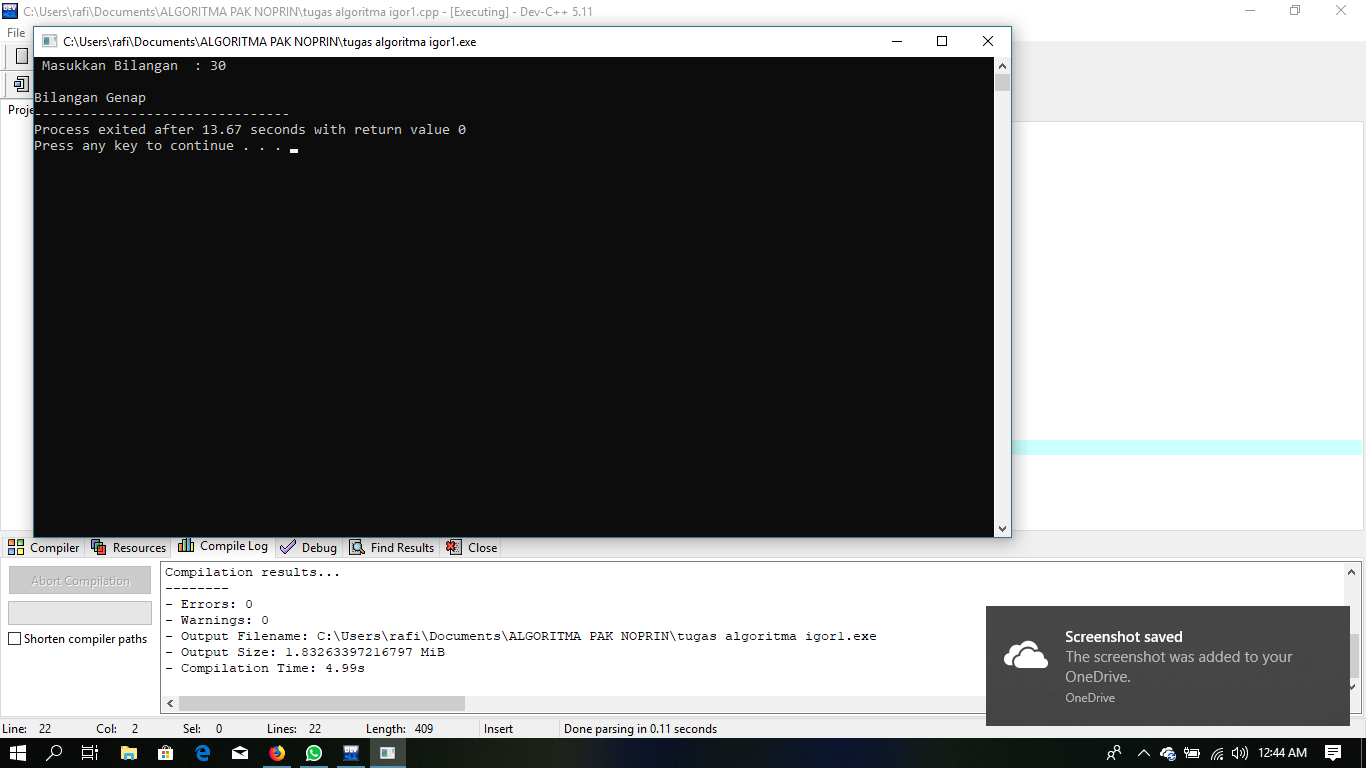 C:\Users\rafi\Documents\ALGORITMA PAK NOPRIN\tugas algoritma igor1.cpp - [Executing] - Dev-C++ 5.11
File
C:\Users\rafi\Documents\ALGORITMA PAK NOPRIN\tugas algoritma igor1.exe
Masukkan Bilangan  : 30
Proje
Bilangan Genap
--------------------------------
Process exited after 13.67 seconds with return value 0
Press any key to continue . . .
Compiler Resources Compile Log Debug Find Results Close
Abort Compilation
Shorten compiler paths
Compilation results...
--------
- Errors: 0
- Warnings: 0
- Output Filename: C:\Users\rafi\Documents\ALGORITMA PAK NOPRIN\tugas algoritma igor1.exe
- Output Size: 1.83263397216797 MiB
- Compilation Time: 4.99s
Screenshot saved
The screenshot was added to your
OneDrive.
OneDrive
Line: 22 Col: 2 Sel: 0 Lines: 22 Length: 409 Insert Done parsing in 0.11 seconds
DEV
12:44 AM